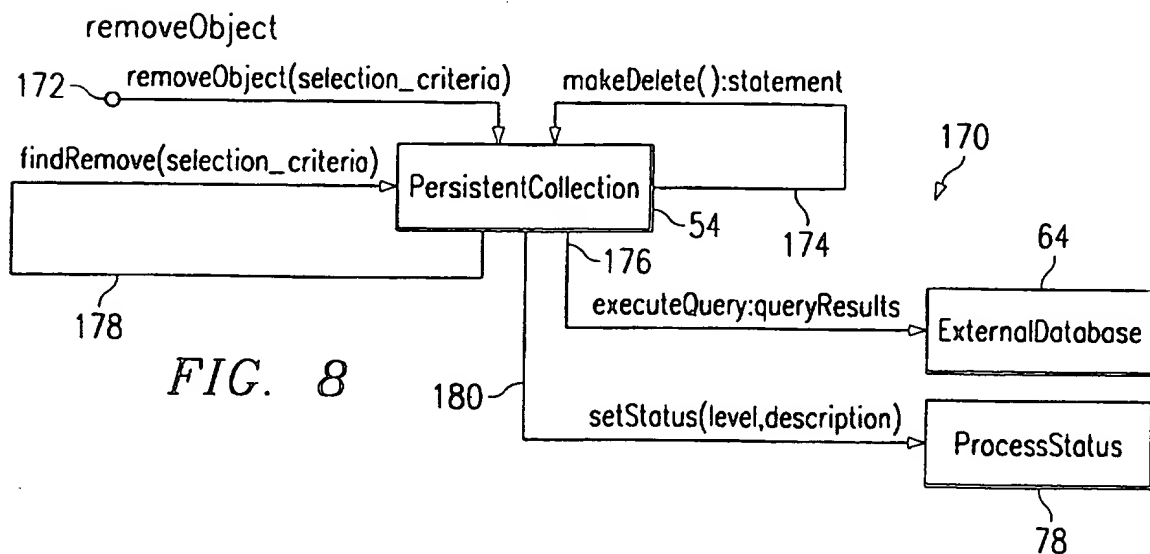 removeObject
172
removeObject(selection_criteria)
makeDelete():statement
findRemove(selection_criteria)
170
PersistentCollection
54
174
64
176
178
executeQuery:queryResults
ExternalDatabase
FIG. 8
180
setStatus(level,description)
ProcessStatus
78